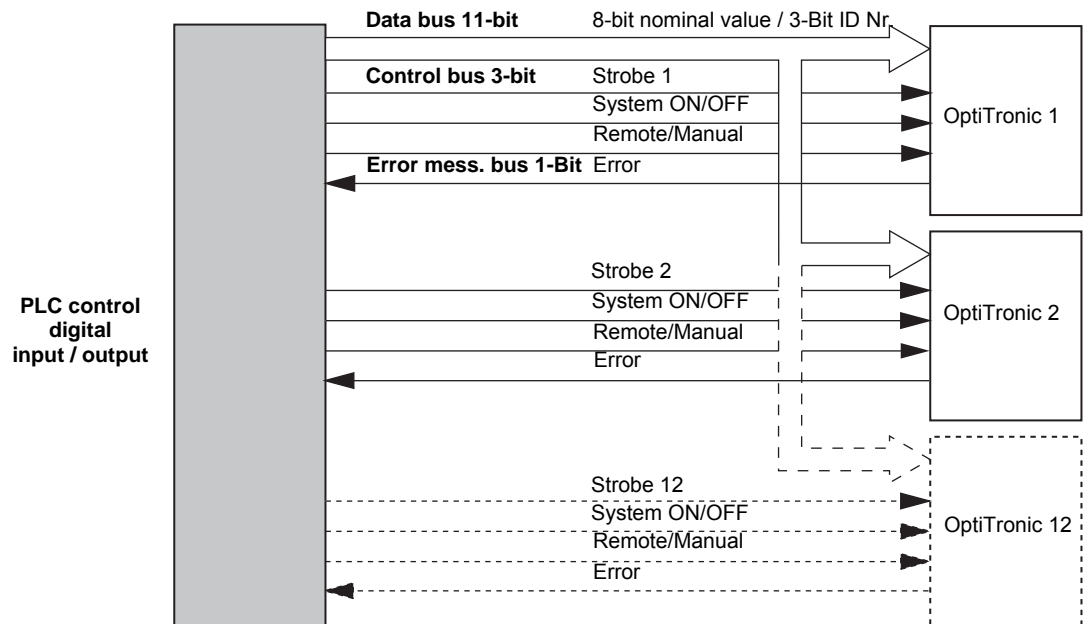 Data bus 11-bit 8-bit nominal value / 3-Bit ID Nr.
Control bus 3-bit Strobe 1
System ON/OFF
Remote/Manual
Error mess. bus 1-Bit Error
OptiTronic 1
Strobe 2
System ON/OFF
Remote/Manual
Error
OptiTronic 2
PLC control
digital
input / output
Strobe 12
System ON/OFF
Remote/Manual
Error
OptiTronic 12